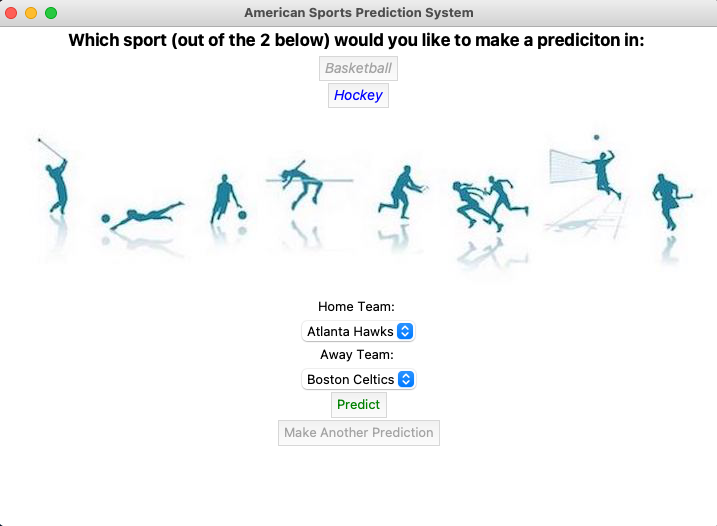 American Sports Prediction System
Which sport (out of the 2 below) would you like to make a prediciton in:
Basketball
Hockey
Home Team:
Atlanta Hawks
Away Team:
Boston Celtics
Predict
Make Another Prediction